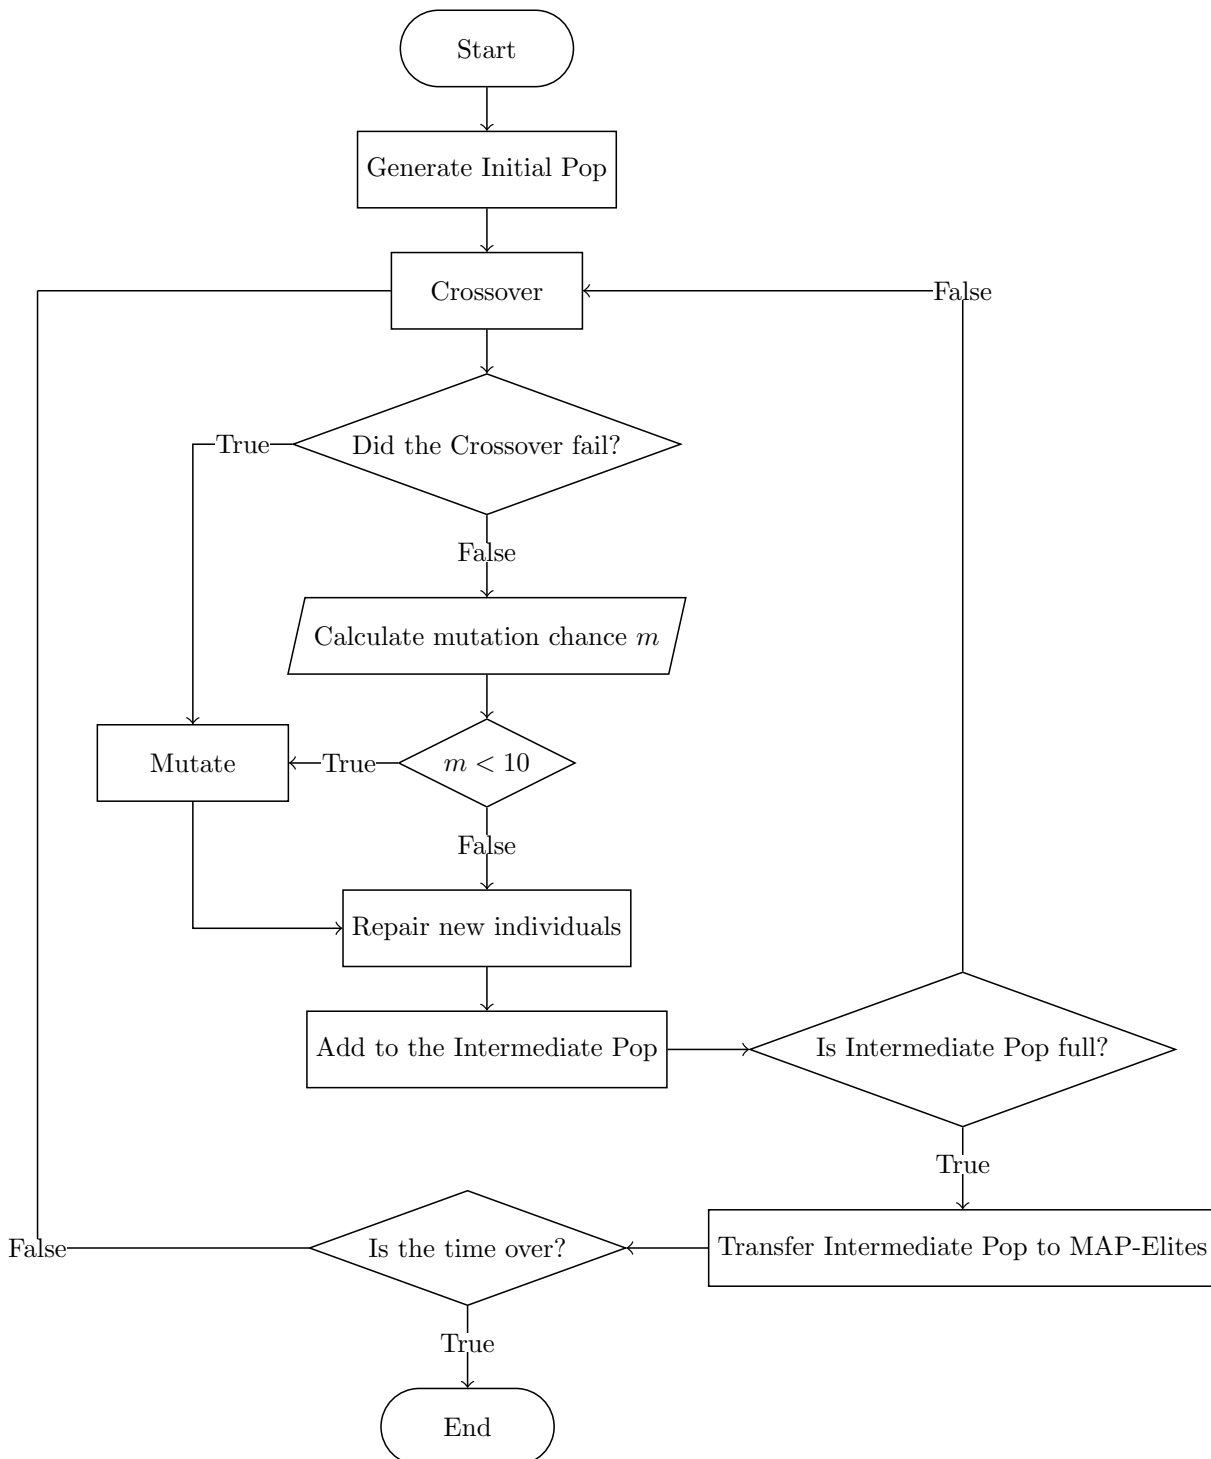 Start
Generate Initial Pop
Crossover
False
Did the Crossover fail?
True
False
Calculate mutation chance m
Mutate
True
m < 10
False
Repair new individuals
Add to the Intermediate Pop
Is Intermediate Pop full?
True
Transfer Intermediate Pop to MAP-Elites
Is the time over?
False
True
End